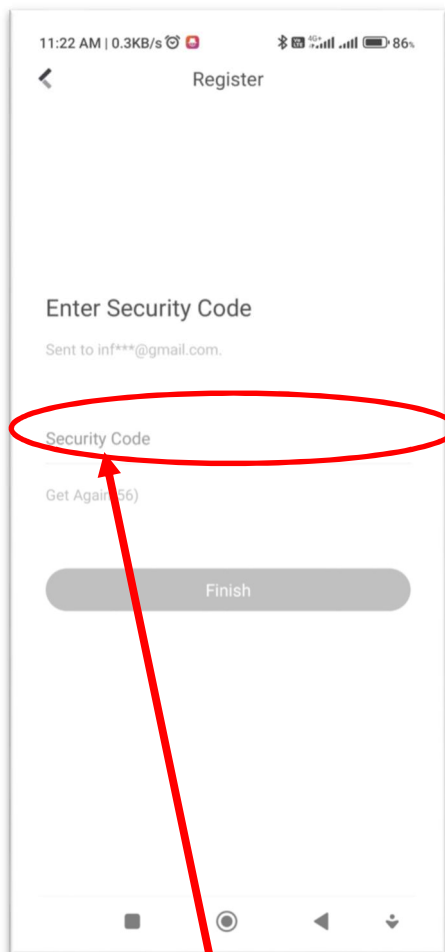 11:22 AM | 0.3KB/s 4G+ 86%
Register
Enter Security Code
Sent to inf***@gmail.com.
Security Code
Get Again 56)
Finish